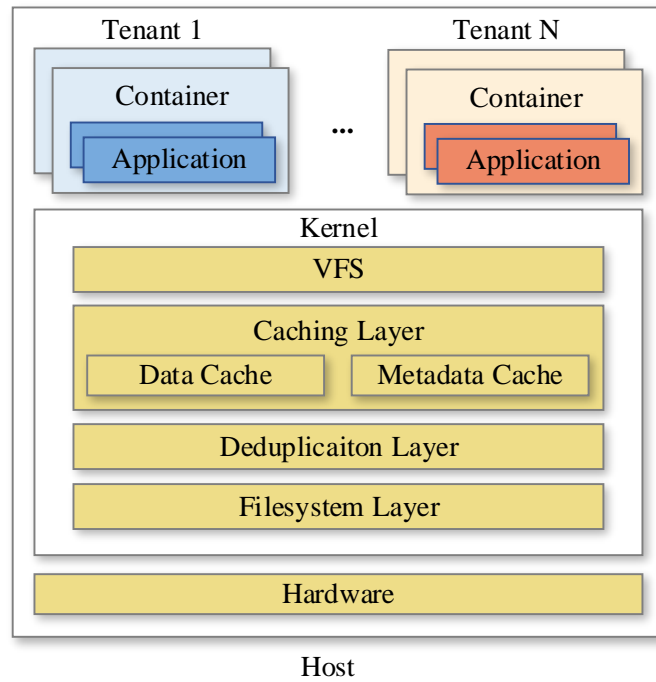 Tenant 1
Tenant N
Container
Container
Application
...
Application
Kernel
VFS
Caching Layer
Data Cache
Metadata Cache
Deduplicaiton Layer
Filesystem Layer
Hardware
Host